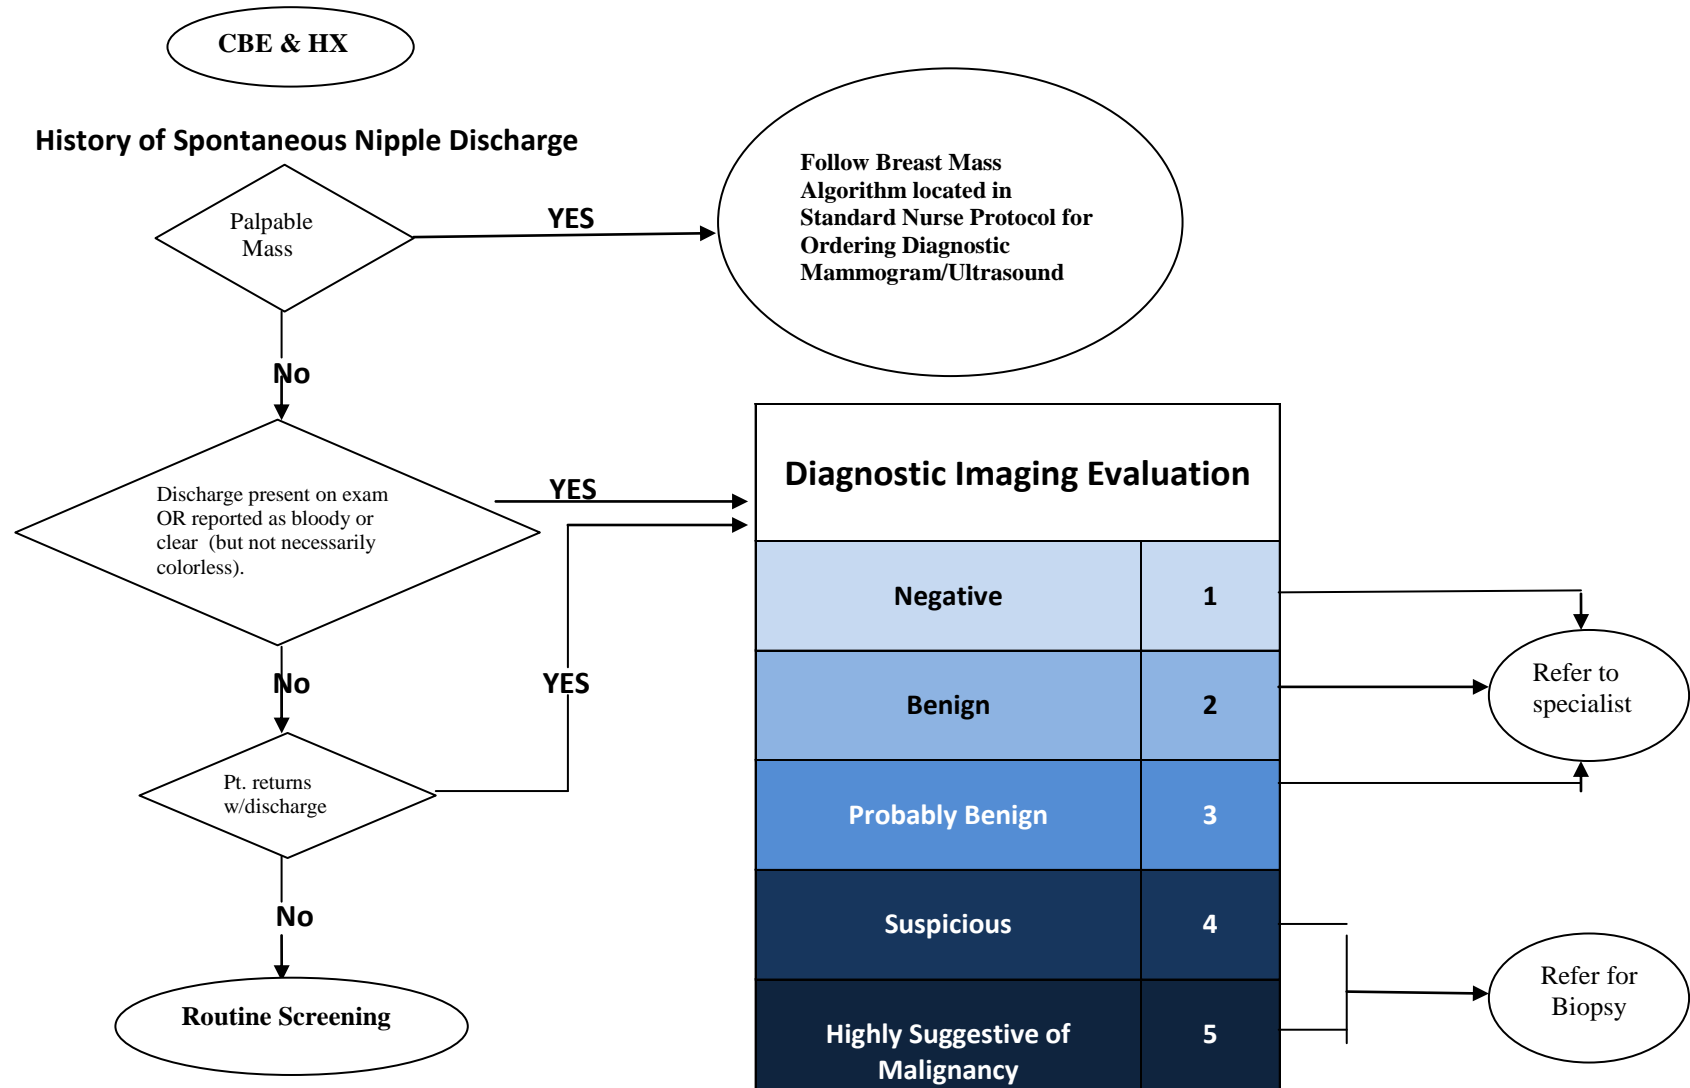 CBE & HX
History of Spontaneous Nipple Discharge
Palpable
Mass
YES
Follow Breast Mass
Algorithm located in
Standard Nurse Protocol for
Ordering Diagnostic
Mammogram/Ultrasound
No
Discharge present on exam
OR reported as bloody or
clear (but not necessarily
colorless).
YES
Diagnostic Imaging Evaluation
Negative 1
Benign 2
Probably Benign 3
Suspicious 4
Highly Suggestive of
Malignancy
5
Refer to
specialist
Refer for
Biopsy
No
YES
Pt. returns
w/discharge
No
Routine Screening